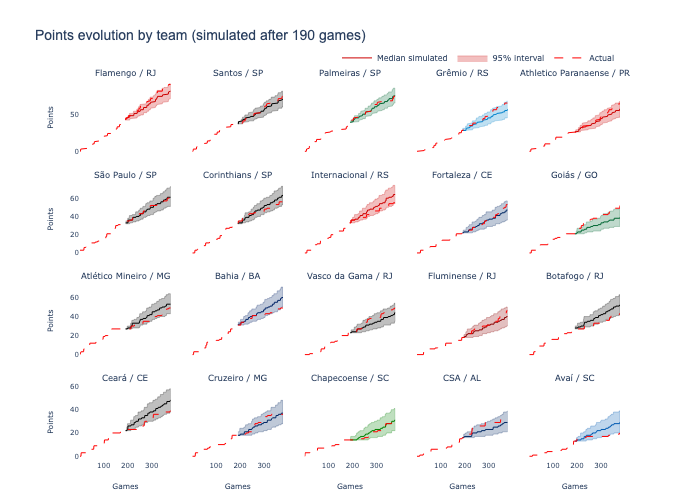 Points evolution by team (simulated after 190 games)
Median simulated 95% interval Actual
Flamengo / RJ Santos / SP Palmeiras / SP Grêmio / RS Athletico Paranaense / PR
Points
50
0
São Paulo / SP Corinthians / SP Internacional / RS Fortaleza / CE Goiás / GO
Points
60
40
20
0
Atlético Mineiro / MG Bahia / BA Vasco da Gama / RJ Fluminense / RJ Botafogo / RJ
Points
60
40
20
0
Ceará / CE Cruzeiro / MG Chapecoense / SC CSA / AL Avaí / SC
Points
60
40
20
0
100 200 300 100 200 300 100 200 300 100 200 300 100 200 300
Games Games Games Games Games